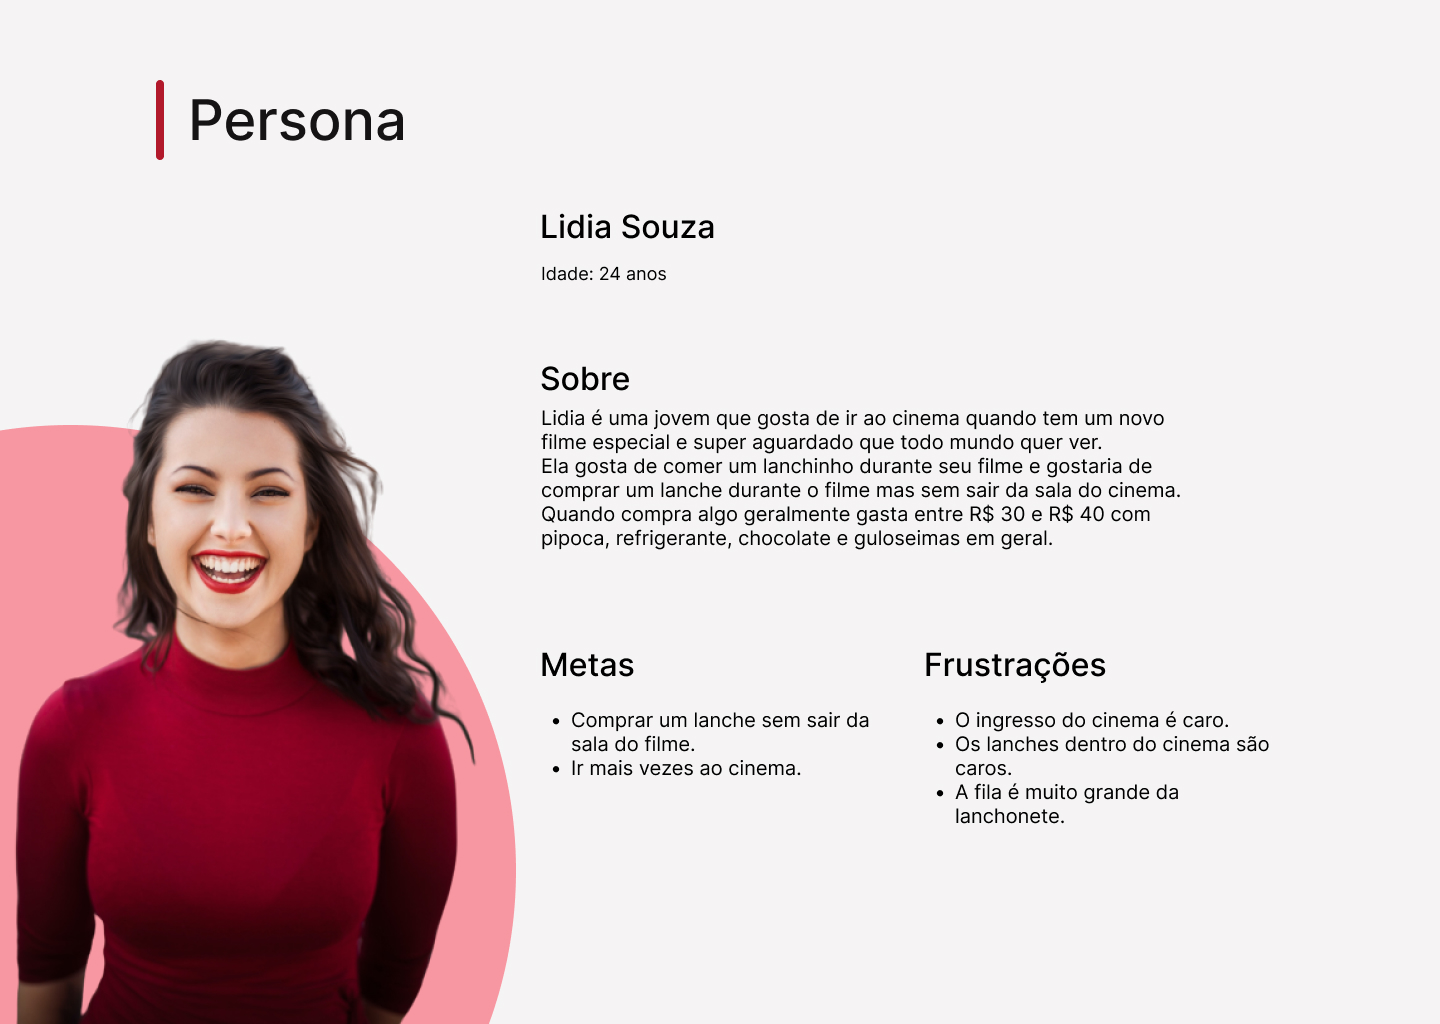 Persona
Lidia Souza
Idade: 24 anos
Sobre
Lidia é uma jovem que gosta de ir ao cinema quando tem um novo
filme especial e super aguardado que todo mundo quer ver.
Ela gosta de comer um lanchinho durante seu filme e gostaria de
comprar um lanche durante o filme mas sem sair da sala do cinema.
Quando compra algo geralmente gasta entre R$ 30 e R$ 40 com
pipoca, refrigerante, chocolate e guloseimas em geral.
Metas
• Comprar um lanche sem sair da
sala do filme.
• Ir mais vezes ao cinema.
Frustrações
• O ingresso do cinema é caro.
• Os lanches dentro do cinema são
caros.
• A fila é muito grande da
lanchonete.